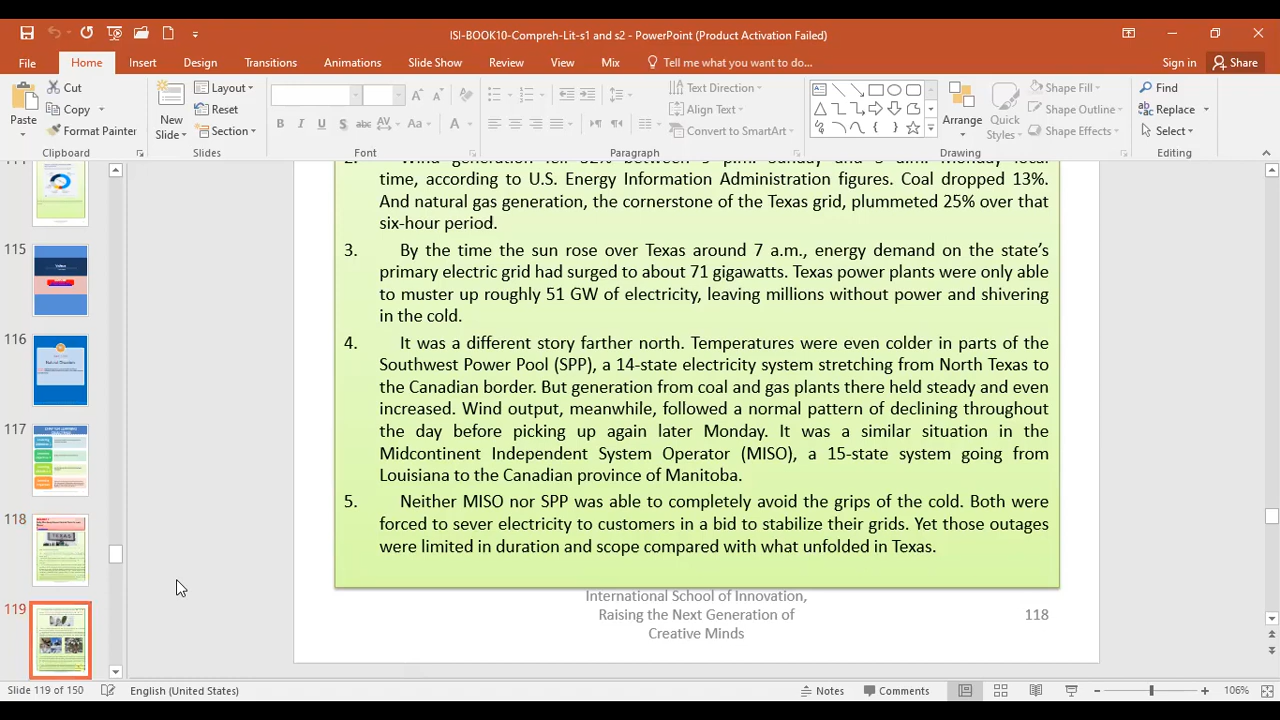 ISI-BOOK10-Compreh-Lit-s1 and s2 - PowerPoint (Product Activation Failed)
File Home Insert Design Transitions Animations Slide Show Review View Mix Tell me what you want to do... Sign in Share
Paste Cut Copy Format Painter
Clipboard
New Slide Layout Reset Section
Slides
B I U S abc AV Aa A
Font
Text Direction Align Text Convert to SmartArt
Paragraph
Arrange Quick Styles Shape Fill Shape Outline Shape Effects
Drawing
Find Replace Select
Editing
115
116
117
118
TEXAS
119
time, according to U.S. Energy Information Administration figures. Coal dropped 13%.
And natural gas generation, the cornerstone of the Texas grid, plummeted 25% over that
six-hour period.
3. By the time the sun rose over Texas around 7 a.m., energy demand on the state’s
primary electric grid had surged to about 71 gigawatts. Texas power plants were only able
to muster up roughly 51 GW of electricity, leaving millions without power and shivering
in the cold.
4. It was a different story farther north. Temperatures were even colder in parts of the
Southwest Power Pool (SPP), a 14-state electricity system stretching from North Texas to
the Canadian border. But generation from coal and gas plants there held steady and even
increased. Wind output, meanwhile, followed a normal pattern of declining throughout
the day before picking up again later Monday. It was a similar situation in the
Midcontinent Independent System Operator (MISO), a 15-state system going from
Louisiana to the Canadian province of Manitoba.
5. Neither MISO nor SPP was able to completely avoid the grips of the cold. Both were
forced to sever electricity to customers in a bid to stabilize their grids. Yet those outages
were limited in duration and scope compared with what unfolded in Texas.
International School of Innovation,
Raising the Next Generation of
Creative Minds
118
Slide 119 of 150 English (United States) Notes Comments 106%